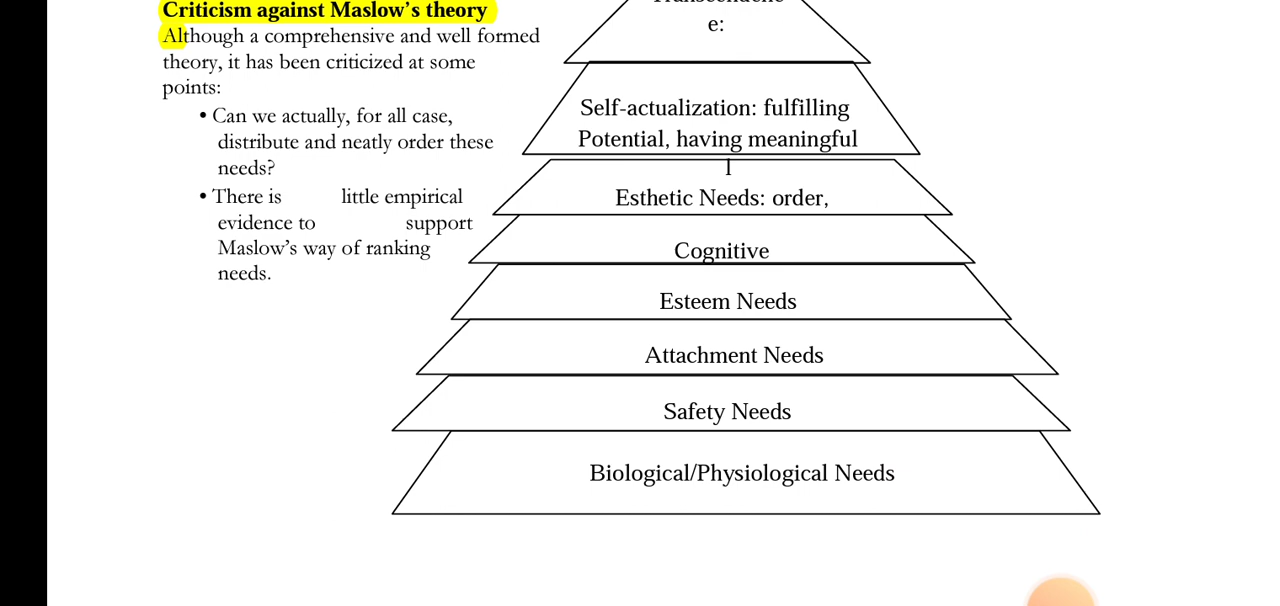 Criticism against Maslow's theory
Although a comprehensive and well formed
theory, it has been criticized at some
points:
• Can we actually, for all case,
distribute and neatly order these
needs?
• There is little empirical
evidence to support
Maslow's way of ranking
needs.
e:
Self-actualization: fulfilling
Potential, having meaningful
l
Esthetic Needs: order,
Cognitive
Esteem Needs
Attachment Needs
Safety Needs
Biological/Physiological Needs